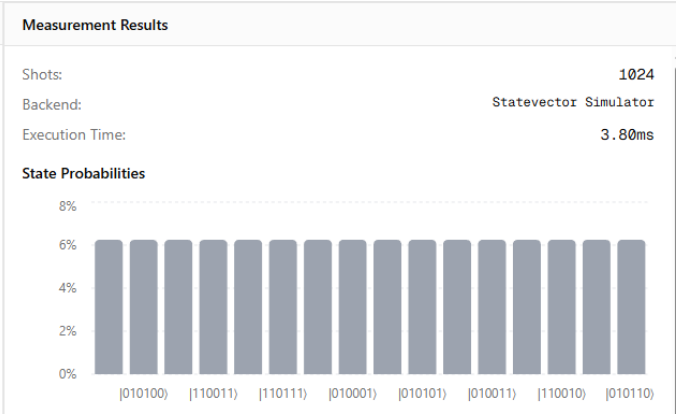 Measurement Results
Shots: 1024
Backend: Statevector Simulator
Execution Time: 3.80ms
State Probabilities
8%
6%
4%
2%
0%
|010100⟩ |110011⟩ |110111⟩ |010001⟩ |010101⟩ |010011⟩ |110010⟩ |010110⟩